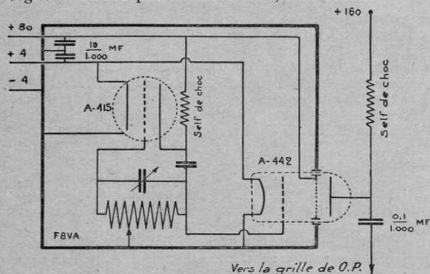 + 80
+ 160
10
1.000 MF
+ 4
- 4
A-415
Self de choc
Self de choc
A-442
F8VA
0,1
1.000 MF
Vers la grille de O.P.